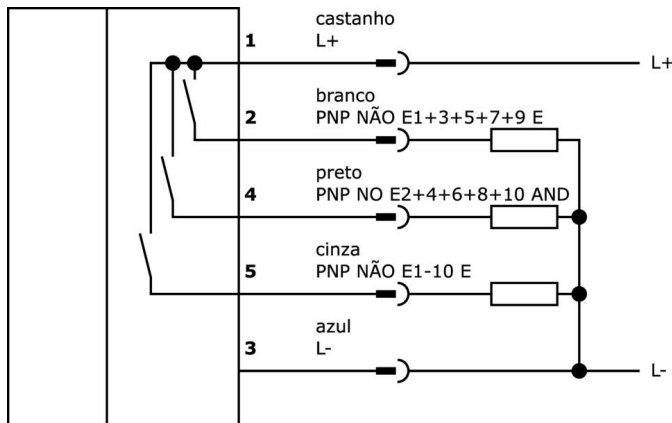 castanho
1 L+ L+
branco
2 PNP NÃO E1+3+5+7+9 E
preto
4 PNP NO E2+4+6+8+10 AND
cinza
5 PNP NÃO E1-10 E
azul
3 L- L-